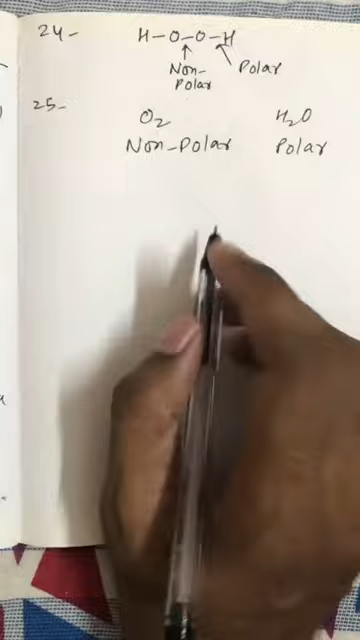 24- H-O-O-H
Non-Polar Polar
25-
O₂ H₂O
Non-Polar Polar